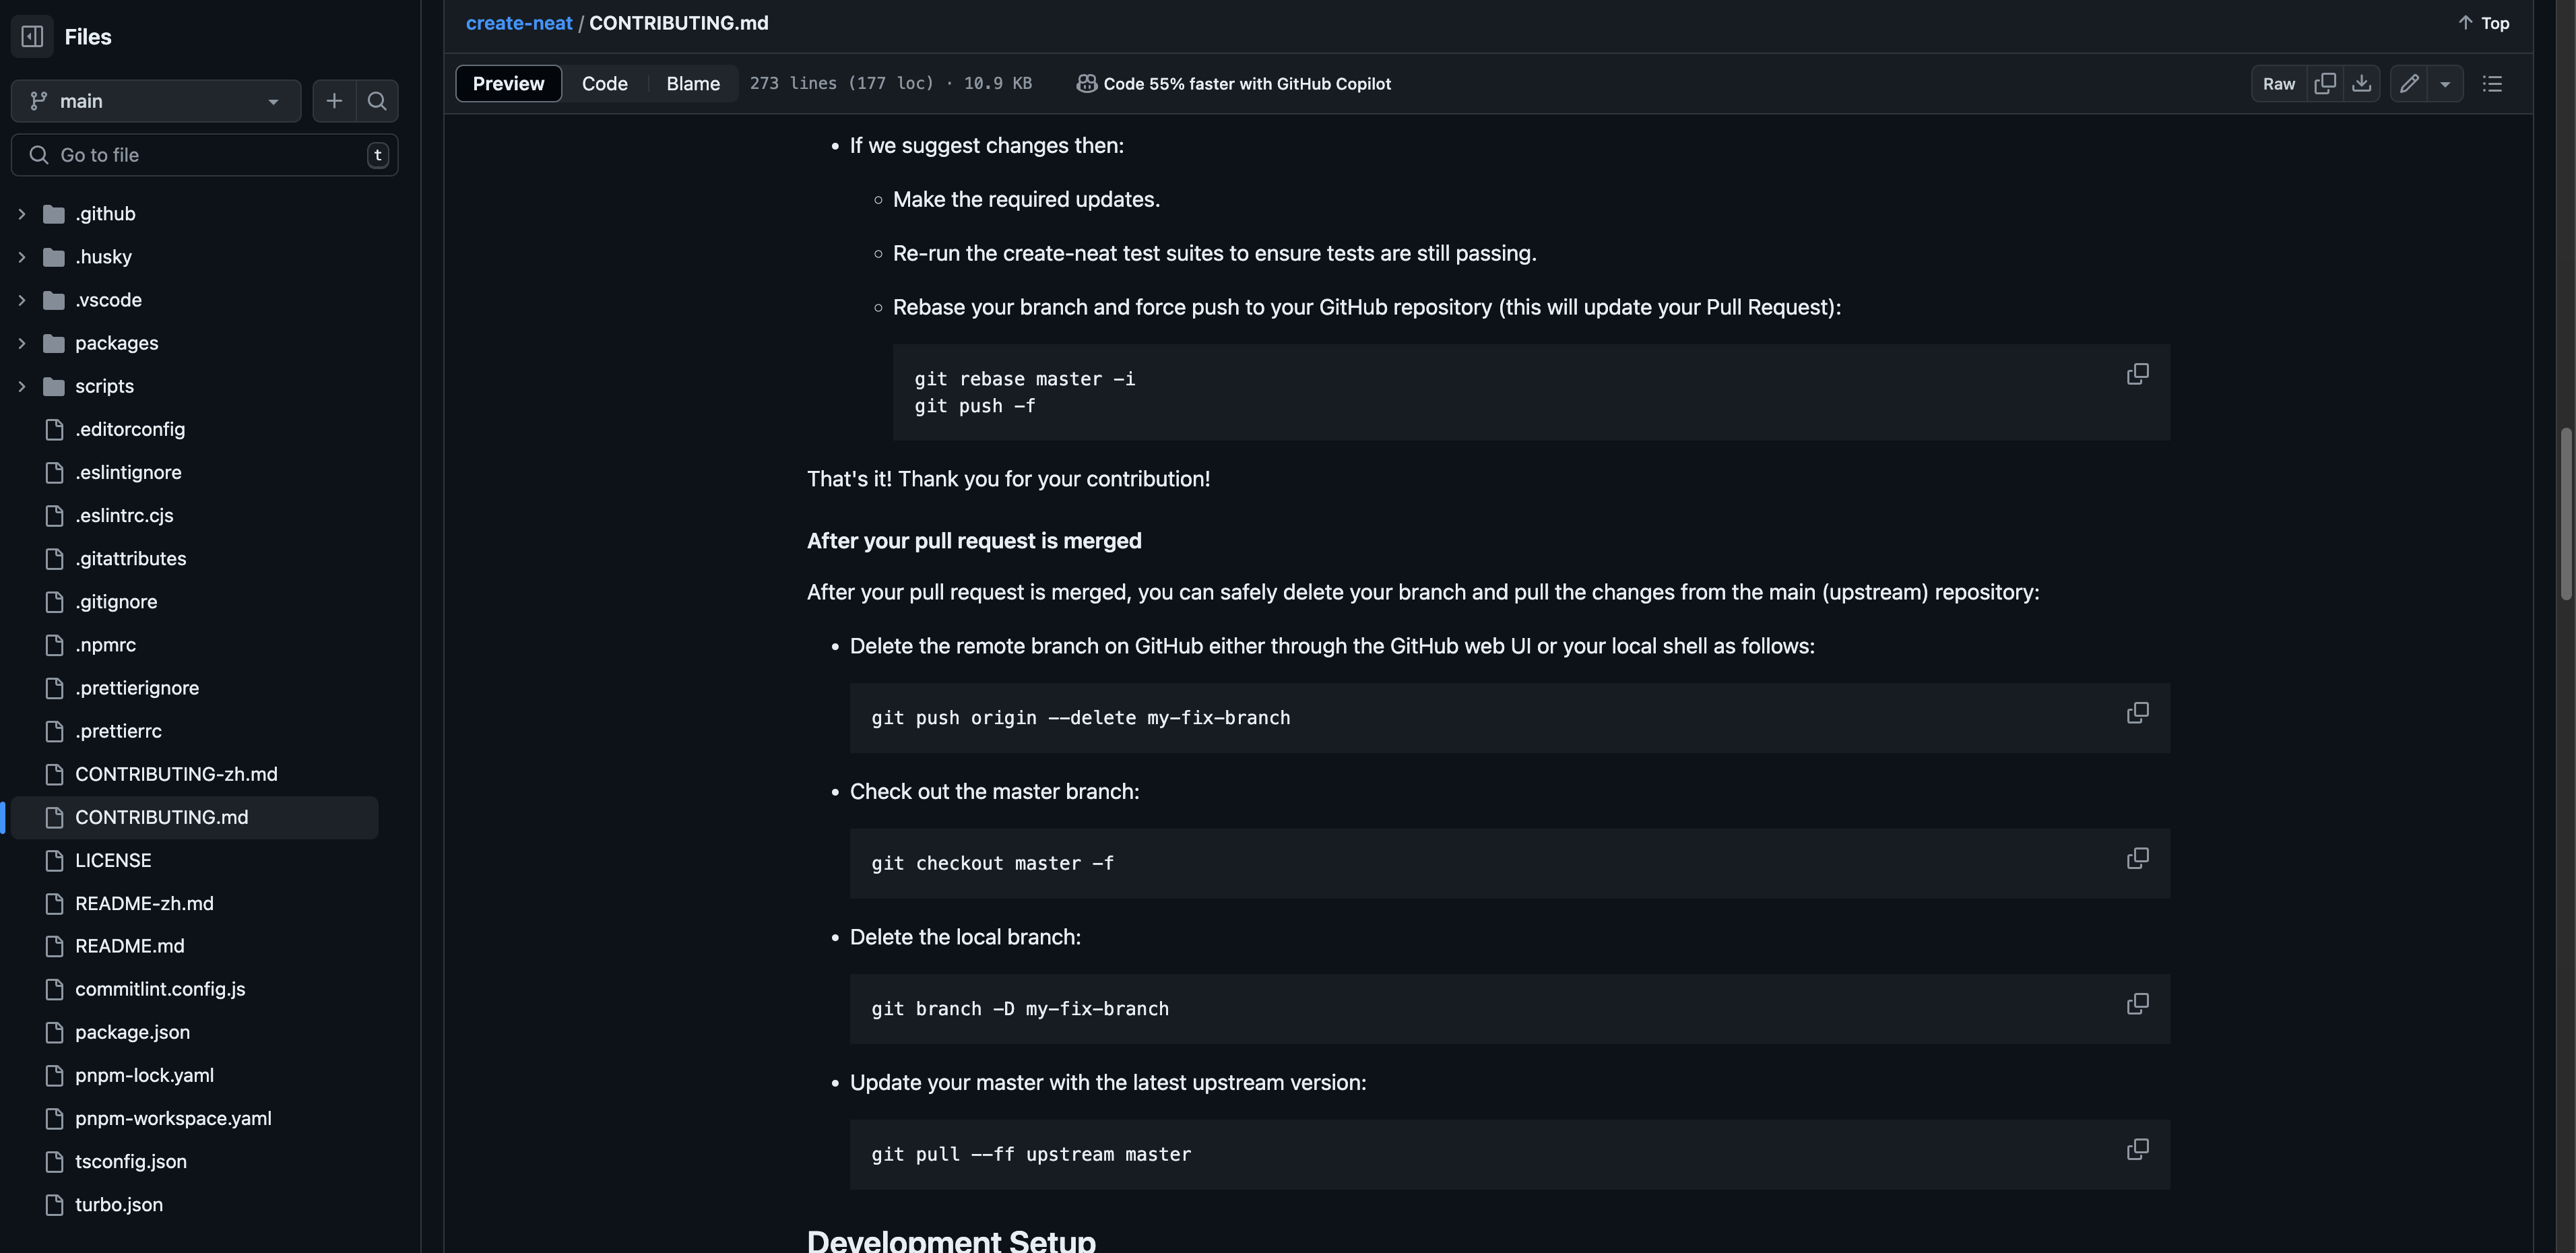 Files
main
Go to file
t
.github
.husky
.vscode
packages
scripts
.editorconfig
.eslintignore
.eslintrc.cjs
.gitattributes
.gitignore
.npmrc
.prettierignore
.prettierrc
CONTRIBUTING-zh.md
CONTRIBUTING.md
LICENSE
README-zh.md
README.md
commitlint.config.js
package.json
pnpm-lock.yaml
pnpm-workspace.yaml
tsconfig.json
turbo.json
create-neat / CONTRIBUTING.md
Top
Preview Code Blame 273 lines (177 loc) · 10.9 KB Code 55% faster with GitHub Copilot
Raw
• If we suggest changes then:
◦ Make the required updates.
◦ Re-run the create-neat test suites to ensure tests are still passing.
◦ Rebase your branch and force push to your GitHub repository (this will update your Pull Request):
git rebase master -i
git push -f
That's it! Thank you for your contribution!
After your pull request is merged
After your pull request is merged, you can safely delete your branch and pull the changes from the main (upstream) repository:
• Delete the remote branch on GitHub either through the GitHub web UI or your local shell as follows:
git push origin --delete my-fix-branch
• Check out the master branch:
git checkout master -f
• Delete the local branch:
git branch -D my-fix-branch
• Update your master with the latest upstream version:
git pull --ff upstream master
Development Setup